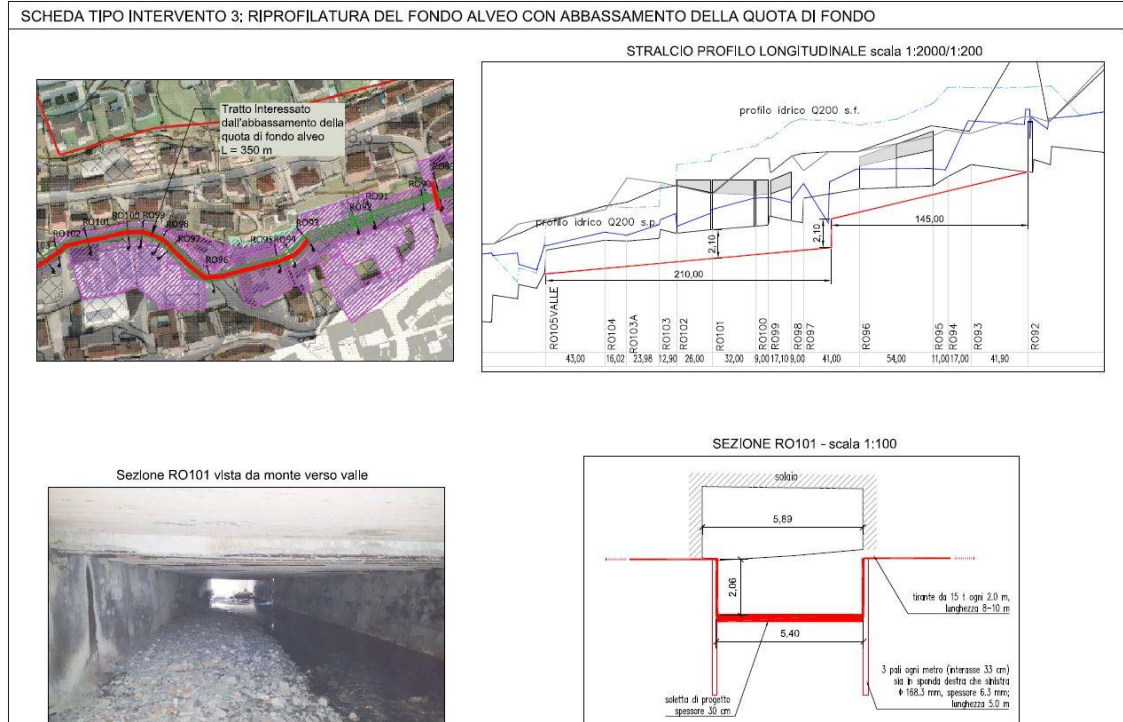 SCHEDA TIPO INTERVENTO 3: RIPROFILATURA DEL FONDO ALVEO CON ABBASSAMENTO DELLA QUOTA DI FONDO
Tratto interessato
dall'abbassamento della
quota di fondo alveo
L = 350 m
RO90
RO91
RO92
RO93
RO94
RO95
RO96
RO97
RO98
RO99
RO100
RO101
RO102
STRALCIO PROFILO LONGITUDINALE scala 1:2000/1:200
profilo idrico Q200 s.f.
profilo idrico Q200 s.p.
2,10
2,10
145,00
210,00
RO105VALLE
RO104
RO103A
RO103
RO102
RO101
RO100
RO99
RO98
RO97
RO96
RO95
RO94
RO93
RO92
43,00 16,02 23,98 12,90 26,00 32,00 9,00 17,10 9,00 41,00 54,00 11,00 17,00 41,90
Sezione RO101 vista da monte verso valle
SEZIONE RO101 - scala 1:100
solaio
5,89
2,06
5,40
tirante da 15 t ogni 2.0 m,
lunghezza 8-10 m
3 pali ogni metro (interasse 33 cm)
sia in sponda destra che sinistra
Φ 168.3 mm, spessore 6.3 mm;
lunghezza 5.0 m
soletta di progetto
spessore 30 cm